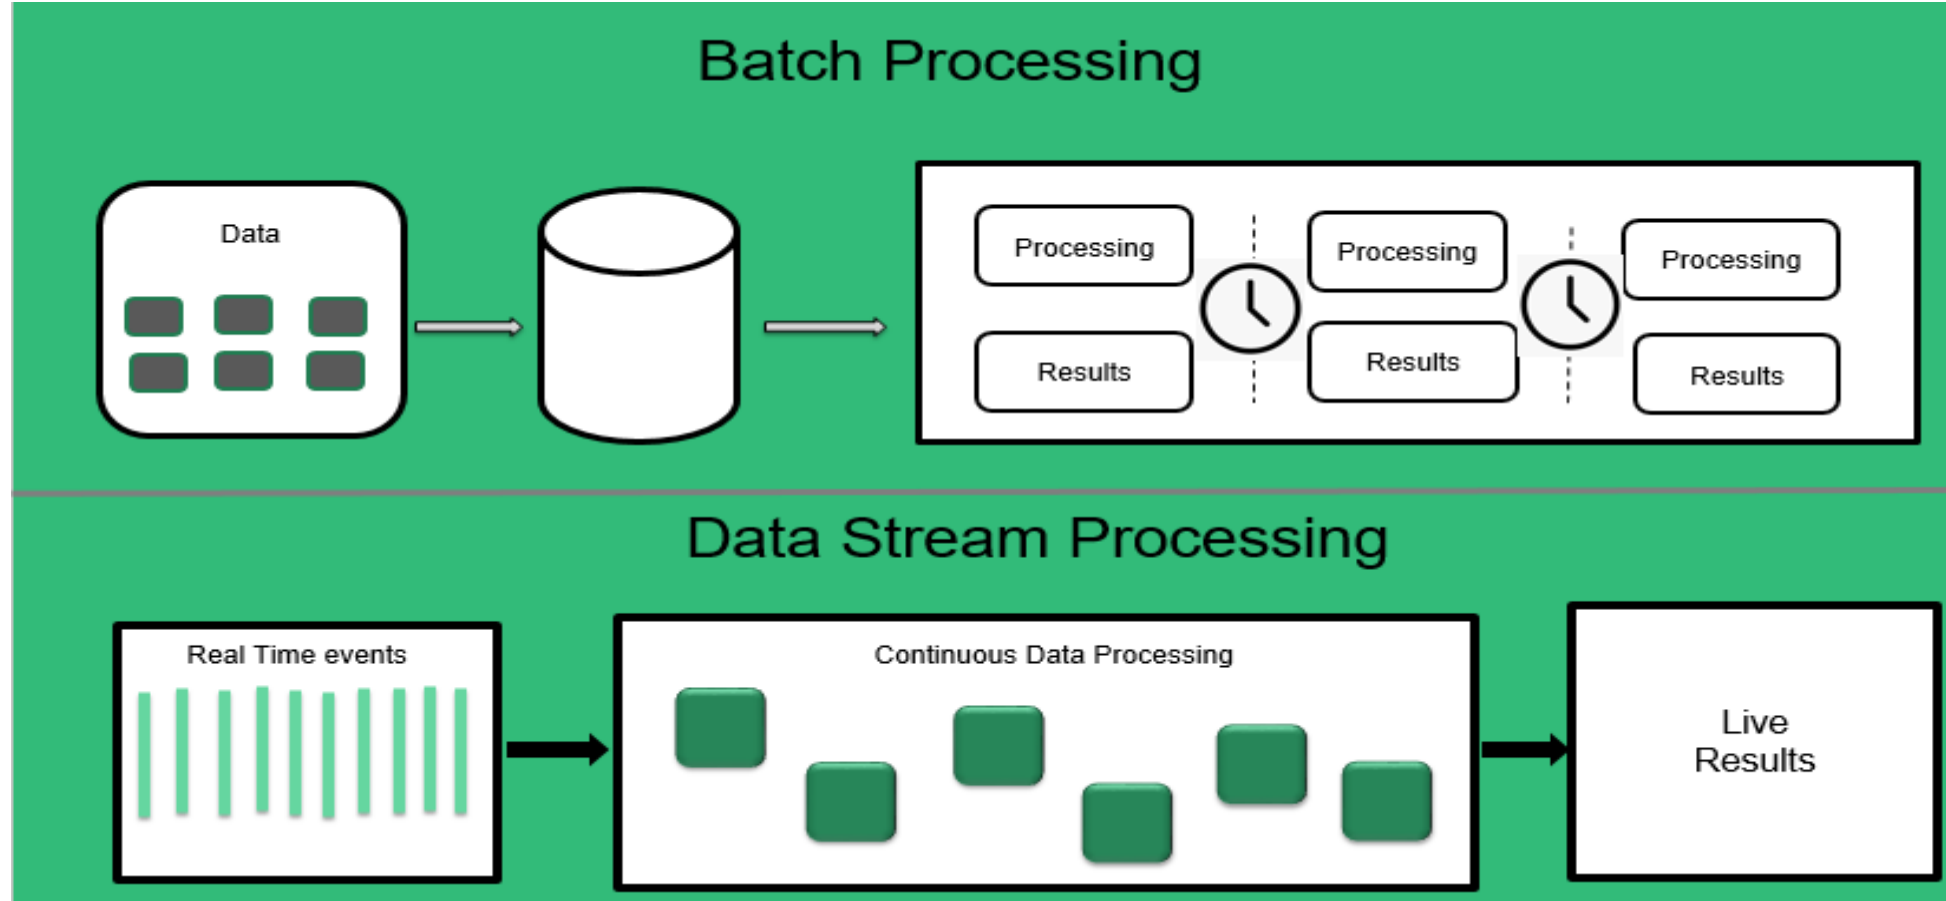 Batch Processing
Data
Processing
Processing
Processing
Results
Results
Results
Data Stream Processing
Real Time events
Continuous Data Processing
Live
Results